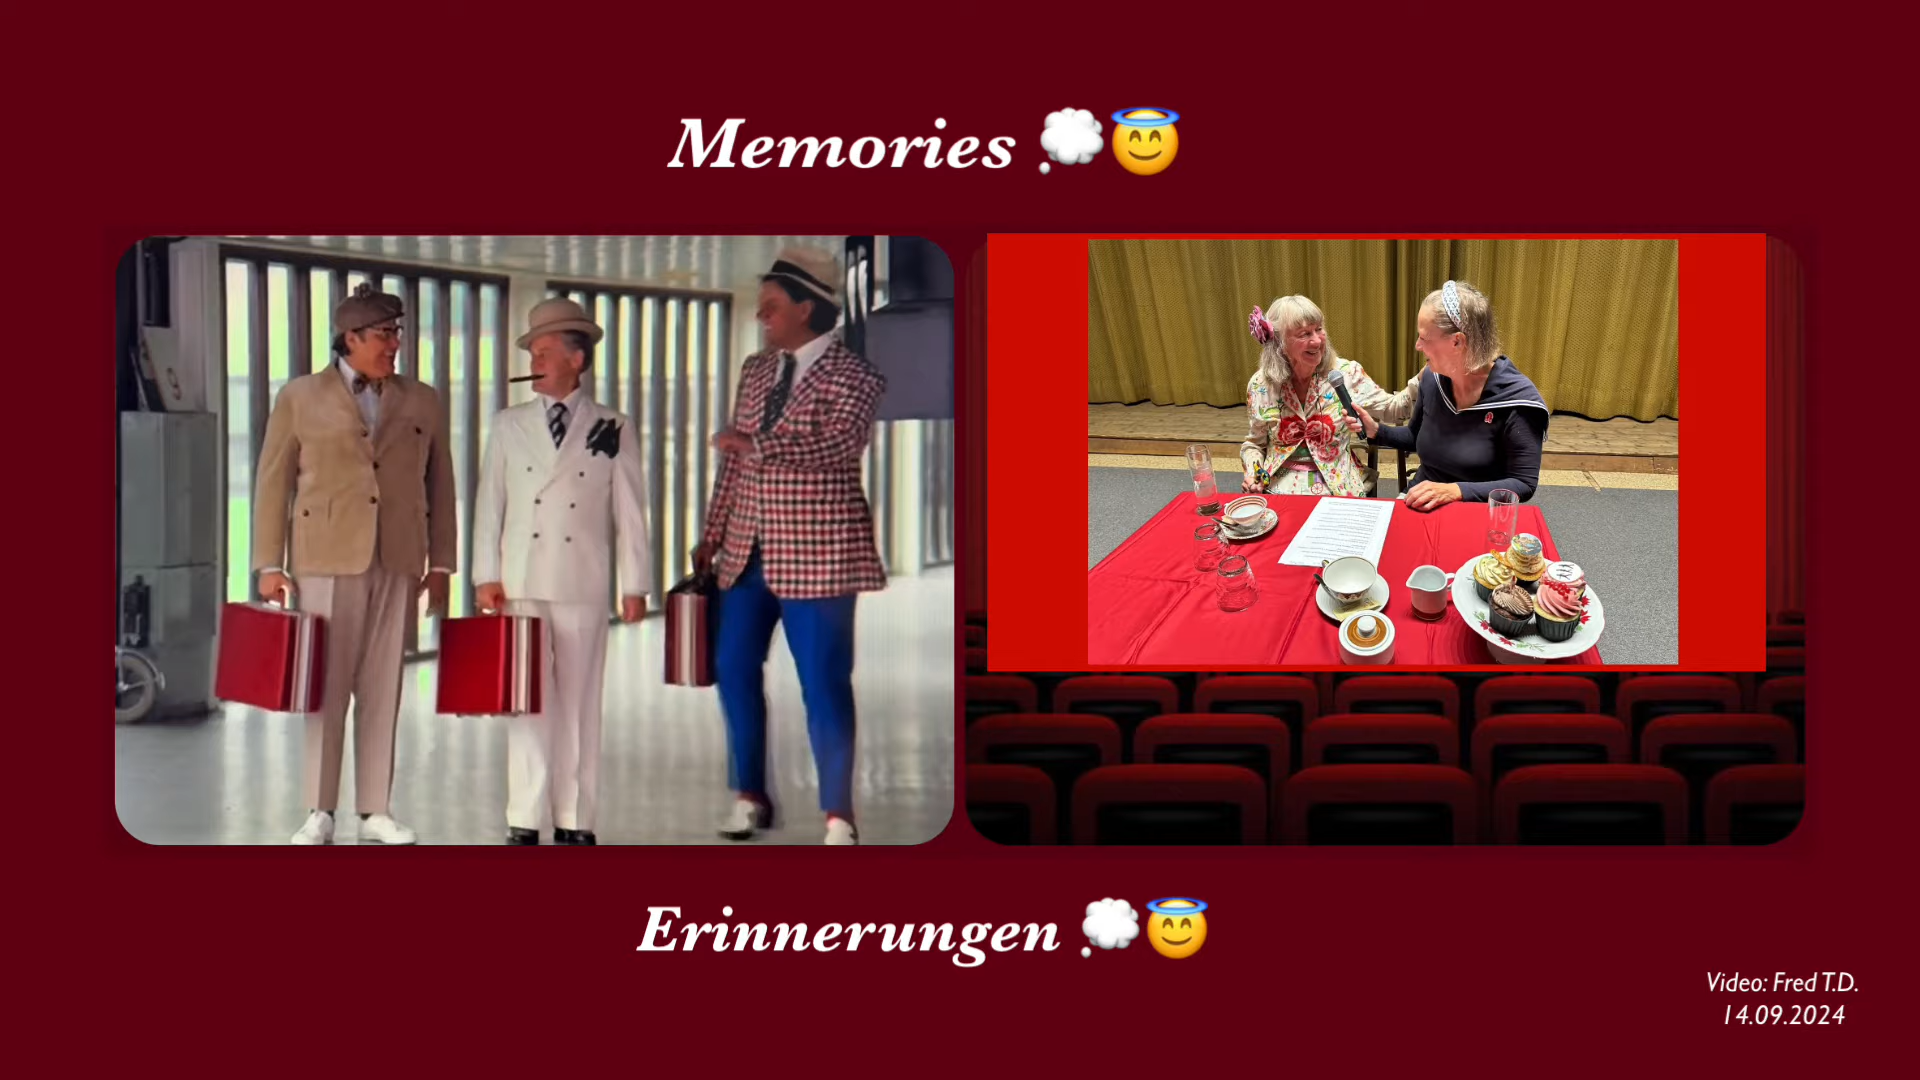 Memories 💭😇
Erinnerungen 💭😇
Video: Fred T.D.
14.09.2024